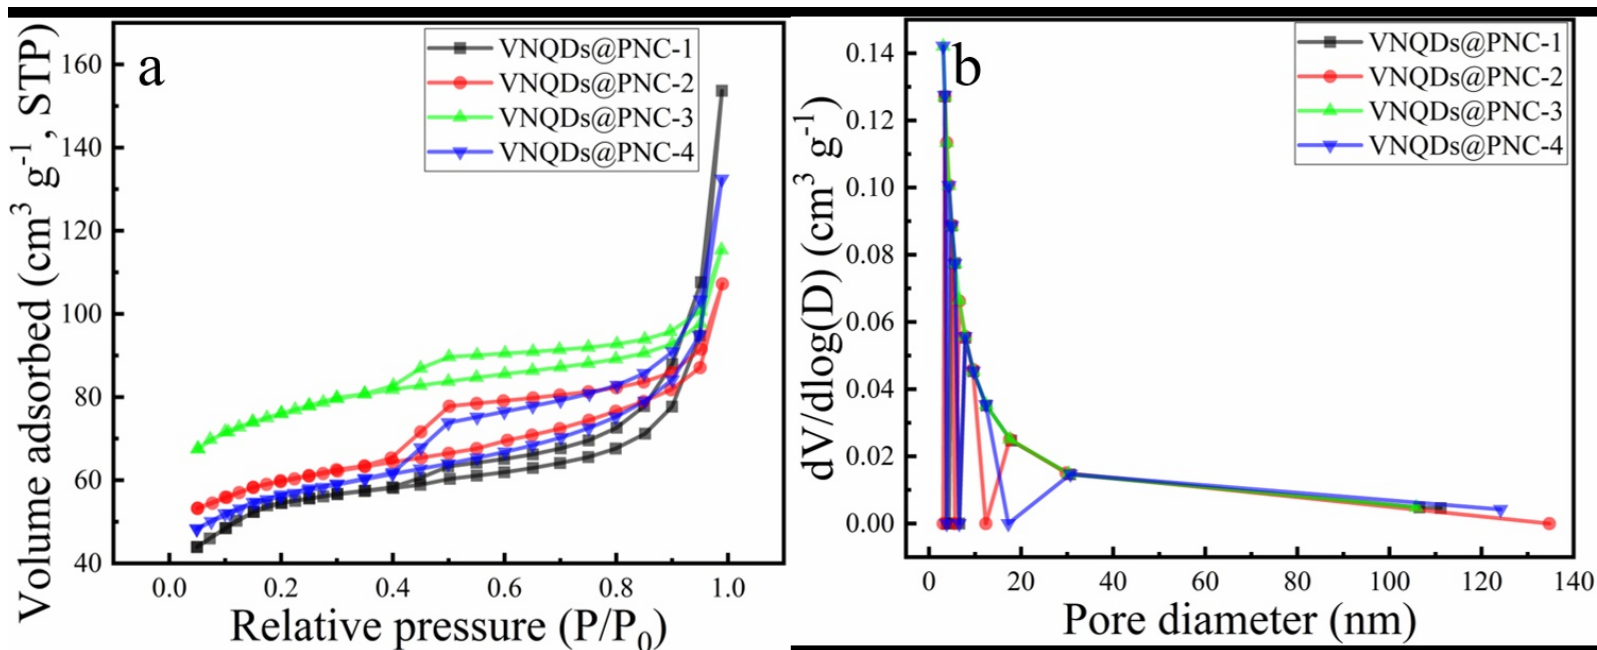 a
VNQDs@PNC-1
VNQDs@PNC-2
VNQDs@PNC-3
VNQDs@PNC-4
Volume adsorbed (cm³ g⁻¹, STP)
160
140
120
100
80
60
40
0.0 0.2 0.4 0.6 0.8 1.0
Relative pressure (P/P₀)
b
VNQDs@PNC-1
VNQDs@PNC-2
VNQDs@PNC-3
VNQDs@PNC-4
dV/dlog(D) (cm³ g⁻¹)
0.14
0.12
0.10
0.08
0.06
0.04
0.02
0.00
0 20 40 60 80 100 120 140
Pore diameter (nm)